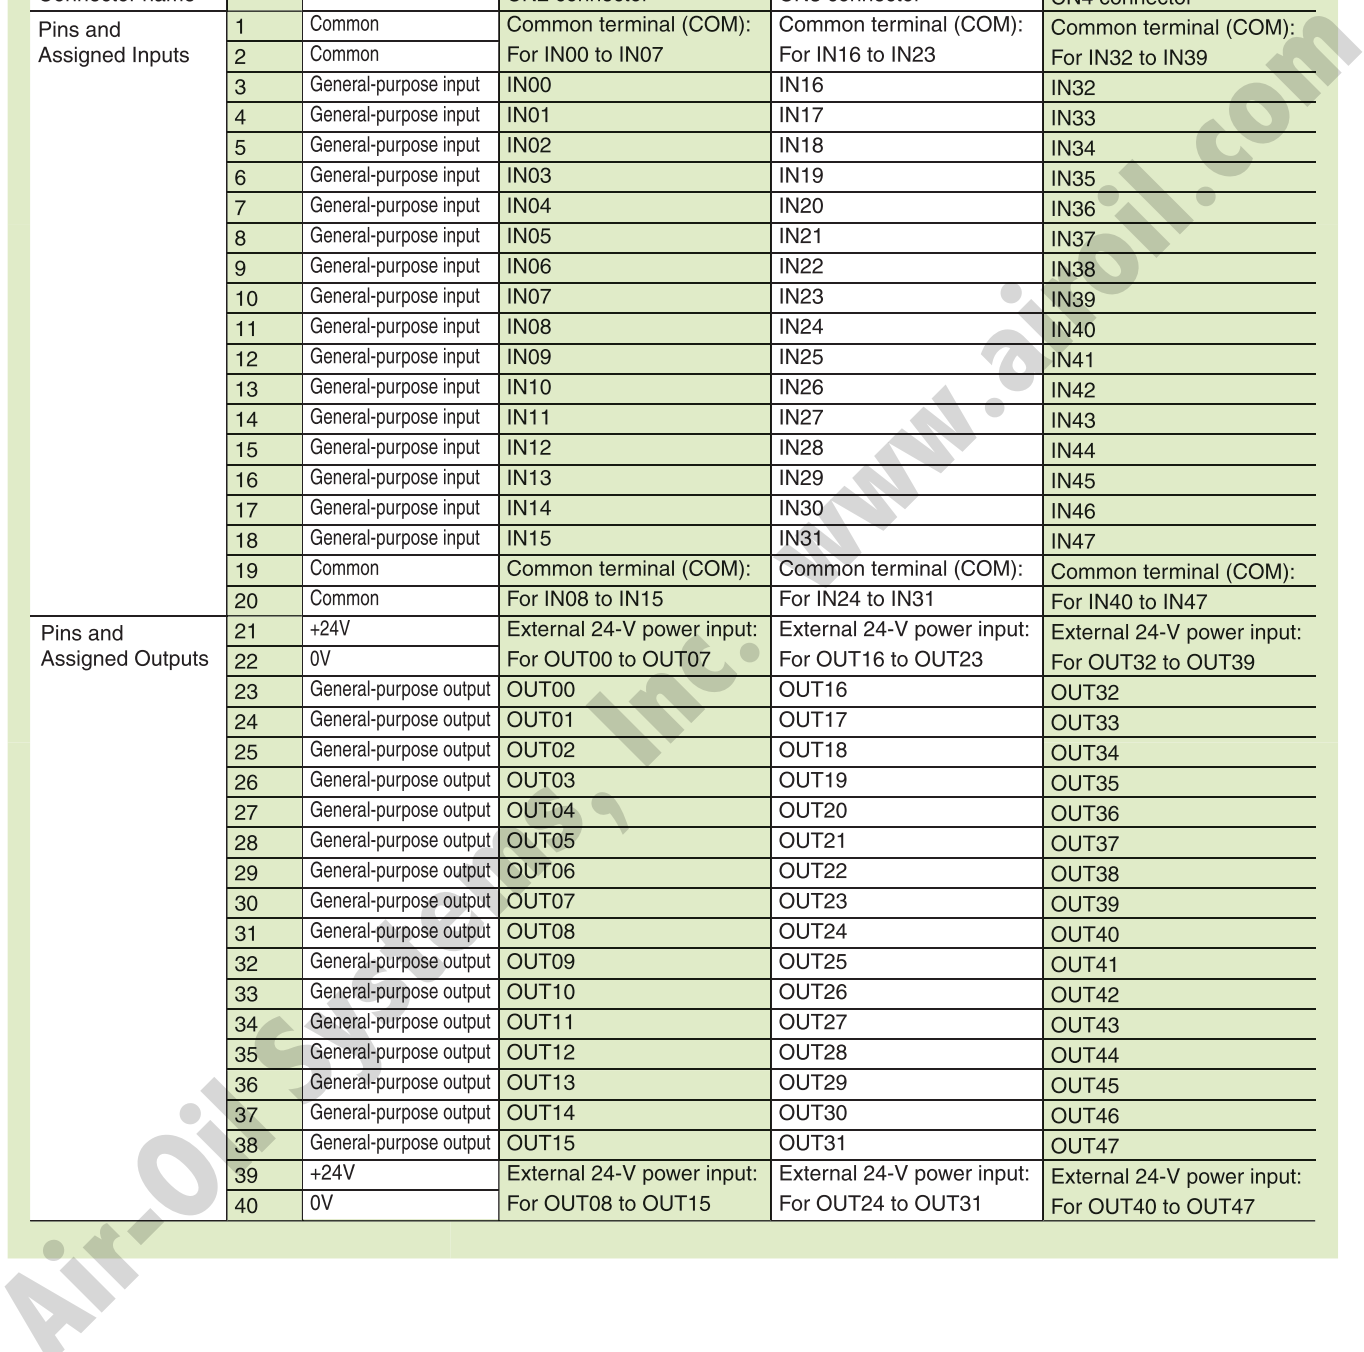 Connector name CN2 connector CN3 connector CN4 connector
Pins and Assigned Inputs
1 Common Common terminal (COM): Common terminal (COM): Common terminal (COM):
2 Common For IN00 to IN07 For IN16 to IN23 For IN32 to IN39
3 General-purpose input IN00 IN16 IN32
4 General-purpose input IN01 IN17 IN33
5 General-purpose input IN02 IN18 IN34
6 General-purpose input IN03 IN19 IN35
7 General-purpose input IN04 IN20 IN36
8 General-purpose input IN05 IN21 IN37
9 General-purpose input IN06 IN22 IN38
10 General-purpose input IN07 IN23 IN39
11 General-purpose input IN08 IN24 IN40
12 General-purpose input IN09 IN25 IN41
13 General-purpose input IN10 IN26 IN42
14 General-purpose input IN11 IN27 IN43
15 General-purpose input IN12 IN28 IN44
16 General-purpose input IN13 IN29 IN45
17 General-purpose input IN14 IN30 IN46
18 General-purpose input IN15 IN31 IN47
19 Common Common terminal (COM): Common terminal (COM): Common terminal (COM):
20 Common For IN08 to IN15 For IN24 to IN31 For IN40 to IN47
Pins and Assigned Outputs
21 +24V External 24-V power input: External 24-V power input: External 24-V power input:
22 0V For OUT00 to OUT07 For OUT16 to OUT23 For OUT32 to OUT39
23 General-purpose output OUT00 OUT16 OUT32
24 General-purpose output OUT01 OUT17 OUT33
25 General-purpose output OUT02 OUT18 OUT34
26 General-purpose output OUT03 OUT19 OUT35
27 General-purpose output OUT04 OUT20 OUT36
28 General-purpose output OUT05 OUT21 OUT37
29 General-purpose output OUT06 OUT22 OUT38
30 General-purpose output OUT07 OUT23 OUT39
31 General-purpose output OUT08 OUT24 OUT40
32 General-purpose output OUT09 OUT25 OUT41
33 General-purpose output OUT10 OUT26 OUT42
34 General-purpose output OUT11 OUT27 OUT43
35 General-purpose output OUT12 OUT28 OUT44
36 General-purpose output OUT13 OUT29 OUT45
37 General-purpose output OUT14 OUT30 OUT46
38 General-purpose output OUT15 OUT31 OUT47
39 +24V External 24-V power input: External 24-V power input: External 24-V power input:
40 0V For OUT08 to OUT15 For OUT24 to OUT31 For OUT40 to OUT47
Air-Oil Systems, Inc. www.airoil.com